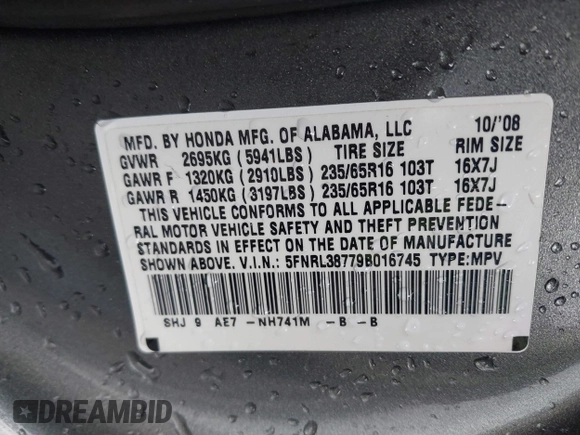 MFD. BY HONDA MFG. OF ALABAMA, LLC 10/'08
GVWR 2695KG (5941LBS) TIRE SIZE RIM SIZE
GAWR F 1320KG (2910LBS) 235/65R16 103T 16X7J
GAWR R 1450KG (3197LBS) 235/65R16 103T 16X7J
THIS VEHICLE CONFORMS TO ALL APPLICABLE FEDE-
RAL MOTOR VEHICLE SAFETY AND THEFT PREVENTION
STANDARDS IN EFFECT ON THE DATE OF MANUFACTURE
SHOWN ABOVE. V.I.N.: 5FNRL38779B016745 TYPE:MPV
SHJ 9 AE7 -NH741M -B -B
DREAMBID